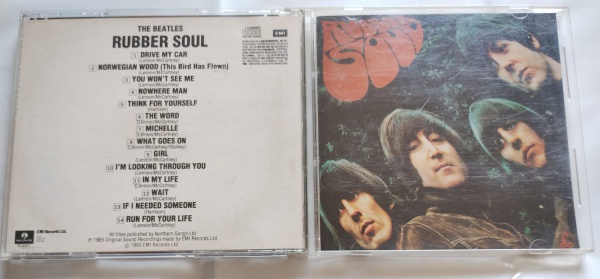 THE BEATLES
RUBBER SOUL
1 DRIVE MY CAR
(Lennon/McCartney)
2 NORWEGIAN WOOD (This Bird Has Flown)
(Lennon/McCartney)
3 YOU WON'T SEE ME
(Lennon/McCartney)
4 NOWHERE MAN
(Lennon/McCartney)
5 THINK FOR YOURSELF
(Harrison)
6 THE WORD
(Lennon/McCartney)
7 MICHELLE
(Lennon/McCartney)
8 WHAT GOES ON
(Lennon/McCartney/Starkey)
9 GIRL
(Lennon/McCartney)
10 I'M LOOKING THROUGH YOU
(Lennon/McCartney)
11 IN MY LIFE
(Lennon/McCartney)
12 WAIT
(Lennon/McCartney)
13 IF I NEEDED SOMEONE
(Harrison)
14 RUN FOR YOUR LIFE
(Lennon/McCartney)
All titles published by Northern Songs Ltd
℗ 1965 Original Sound Recordings made by EMI Records Ltd
© 1965 EMI Records Ltd
EMI Records Ltd.
EMI
RUBBER SOUL